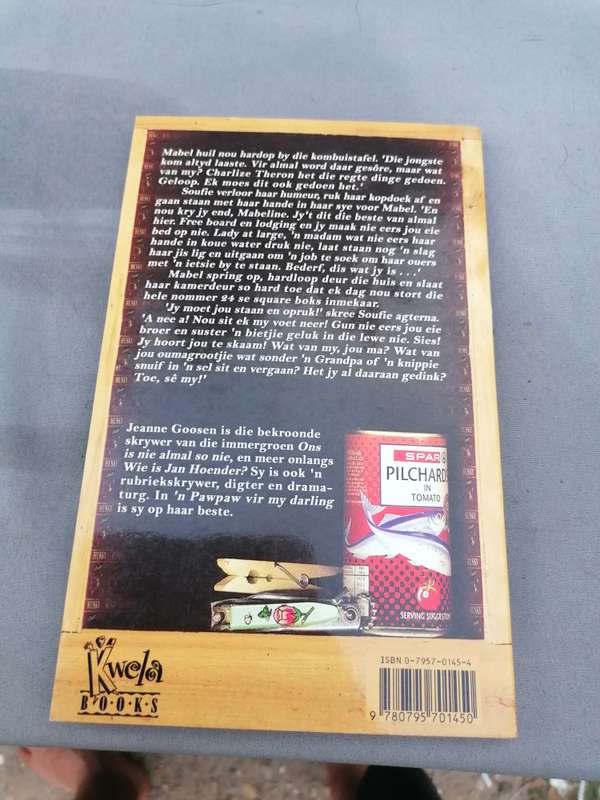 Mabel huil nou hardop by die kombuistafel. 'Die jongste
kom altyd laaste. Vir almal word daar gesôre, maar wat
van my? Charlize Theron het die regte dinge gedoen.
Geloop. Ek moes dit ook gedoen het.'
Soufie verloor haar humeur, ruk haar kopdoek af en
gaan staan met haar hande in haar sye voor Mabel. 'En
nou kry jy end, Mabeline. Jy't dit die beste van almal
hier. Free board en lodging en jy maak nie eers jou eie
bed op nie. Lady at large, 'n madam wat nie eers haar
hande in koue water druk nie, laat staan nog 'n slag
haar jis lig en uitgaan om 'n job te soek om haar ouers
met 'n ietsie by te staan. Bederf, dis wat jy is . . .'
Mabel spring op, hardloop deur die huis en slaat
haar kamerdeur so hard toe dat ek dag nou stort die
hele nommer 24 se square boks inmekaar.
'Jy moet jou staan en opruk!' skree Soufie agterna.
'A nee a! Nou sit ek my voet neer! Gun nie eers jou eie
broer en suster 'n bietjie geluk in die lewe nie. Sies!
Jy hoort jou te skaam! Wat van my, jou ma? Wat van
jou oumagrootjie wat sonder 'n Grandpa of 'n knippie
snuif in 'n sel sit en vergaan? Het jy al daaraan gedink?
Toe, sê my!'
Jeanne Goosen is die bekroonde
skrywer van die immergroen Ons
is nie almal so nie, en meer onlangs
Wie is Jan Hoender? Sy is ook 'n
rubriekskrywer, digter en drama-
turg. In 'n Pawpaw vir my darling
is sy op haar beste.
SPAR
PILCHARDS
IN
TOMATO
SERVING SUGGESTION
Kwela
B·O·O·K·S
ISBN 0-7957-0145-4
9 780795 701450